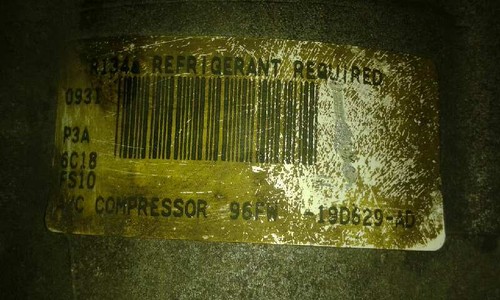 R134a REFRIGERANT REQUIRED
0931
P3A
6C18
FS10
A/C COMPRESSOR 96FW -19D629-AD